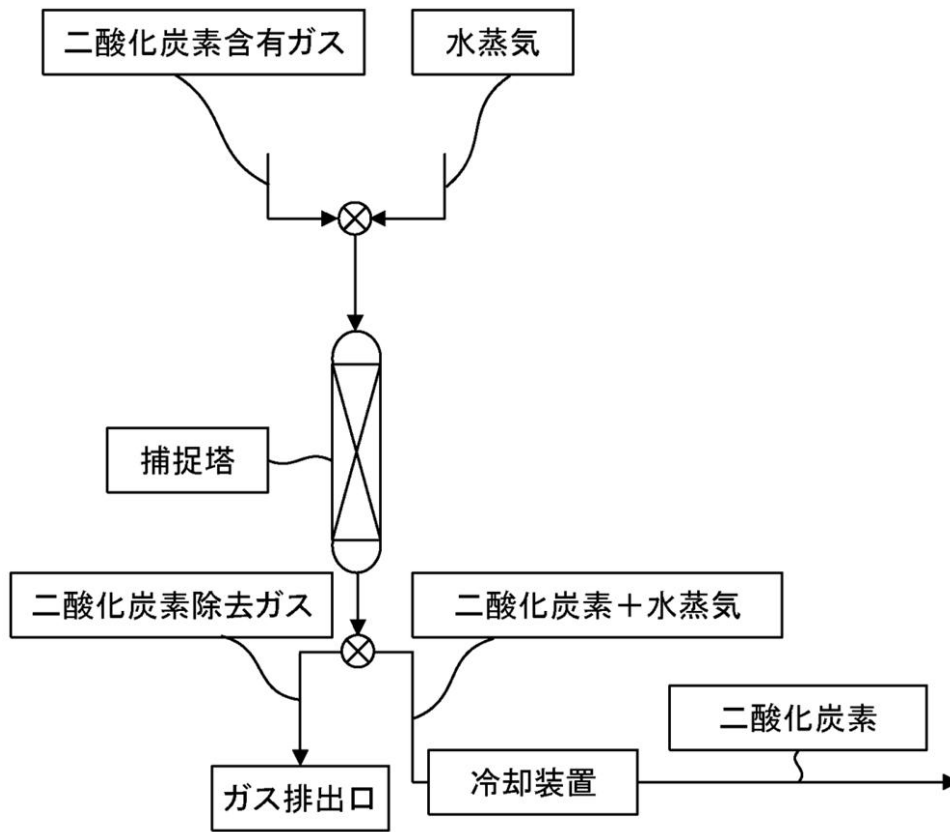 二酸化炭素含有ガス
水蒸気
捕捉塔
二酸化炭素除去ガス
二酸化炭素＋水蒸気
二酸化炭素
冷却装置
ガス排出口